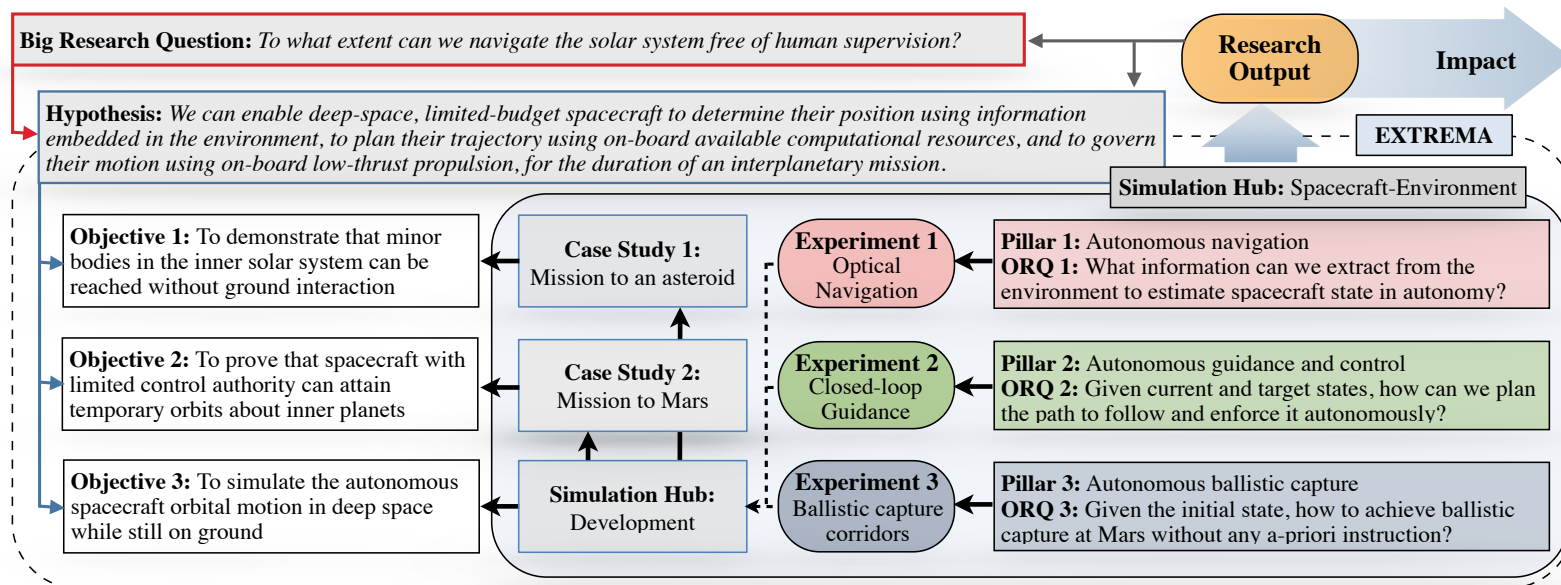 Big Research Question: To what extent can we navigate the solar system free of human supervision?
Research
Output
Impact
Hypothesis: We can enable deep-space, limited-budget spacecraft to determine their position using information
embedded in the environment, to plan their trajectory using on-board available computational resources, and to govern
their motion using on-board low-thrust propulsion, for the duration of an interplanetary mission.
EXTREMA
Simulation Hub: Spacecraft-Environment
Objective 1: To demonstrate that minor
bodies in the inner solar system can be
reached without ground interaction
Case Study 1:
Mission to an asteroid
Experiment 1
Optical
Navigation
Pillar 1: Autonomous navigation
ORQ 1: What information can we extract from the
environment to estimate spacecraft state in autonomy?
Objective 2: To prove that spacecraft with
limited control authority can attain
temporary orbits about inner planets
Case Study 2:
Mission to Mars
Experiment 2
Closed-loop
Guidance
Pillar 2: Autonomous guidance and control
ORQ 2: Given current and target states, how can we plan
the path to follow and enforce it autonomously?
Objective 3: To simulate the autonomous
spacecraft orbital motion in deep space
while still on ground
Simulation Hub:
Development
Experiment 3
Ballistic capture
corridors
Pillar 3: Autonomous ballistic capture
ORQ 3: Given the initial state, how to achieve ballistic
capture at Mars without any a-priori instruction?